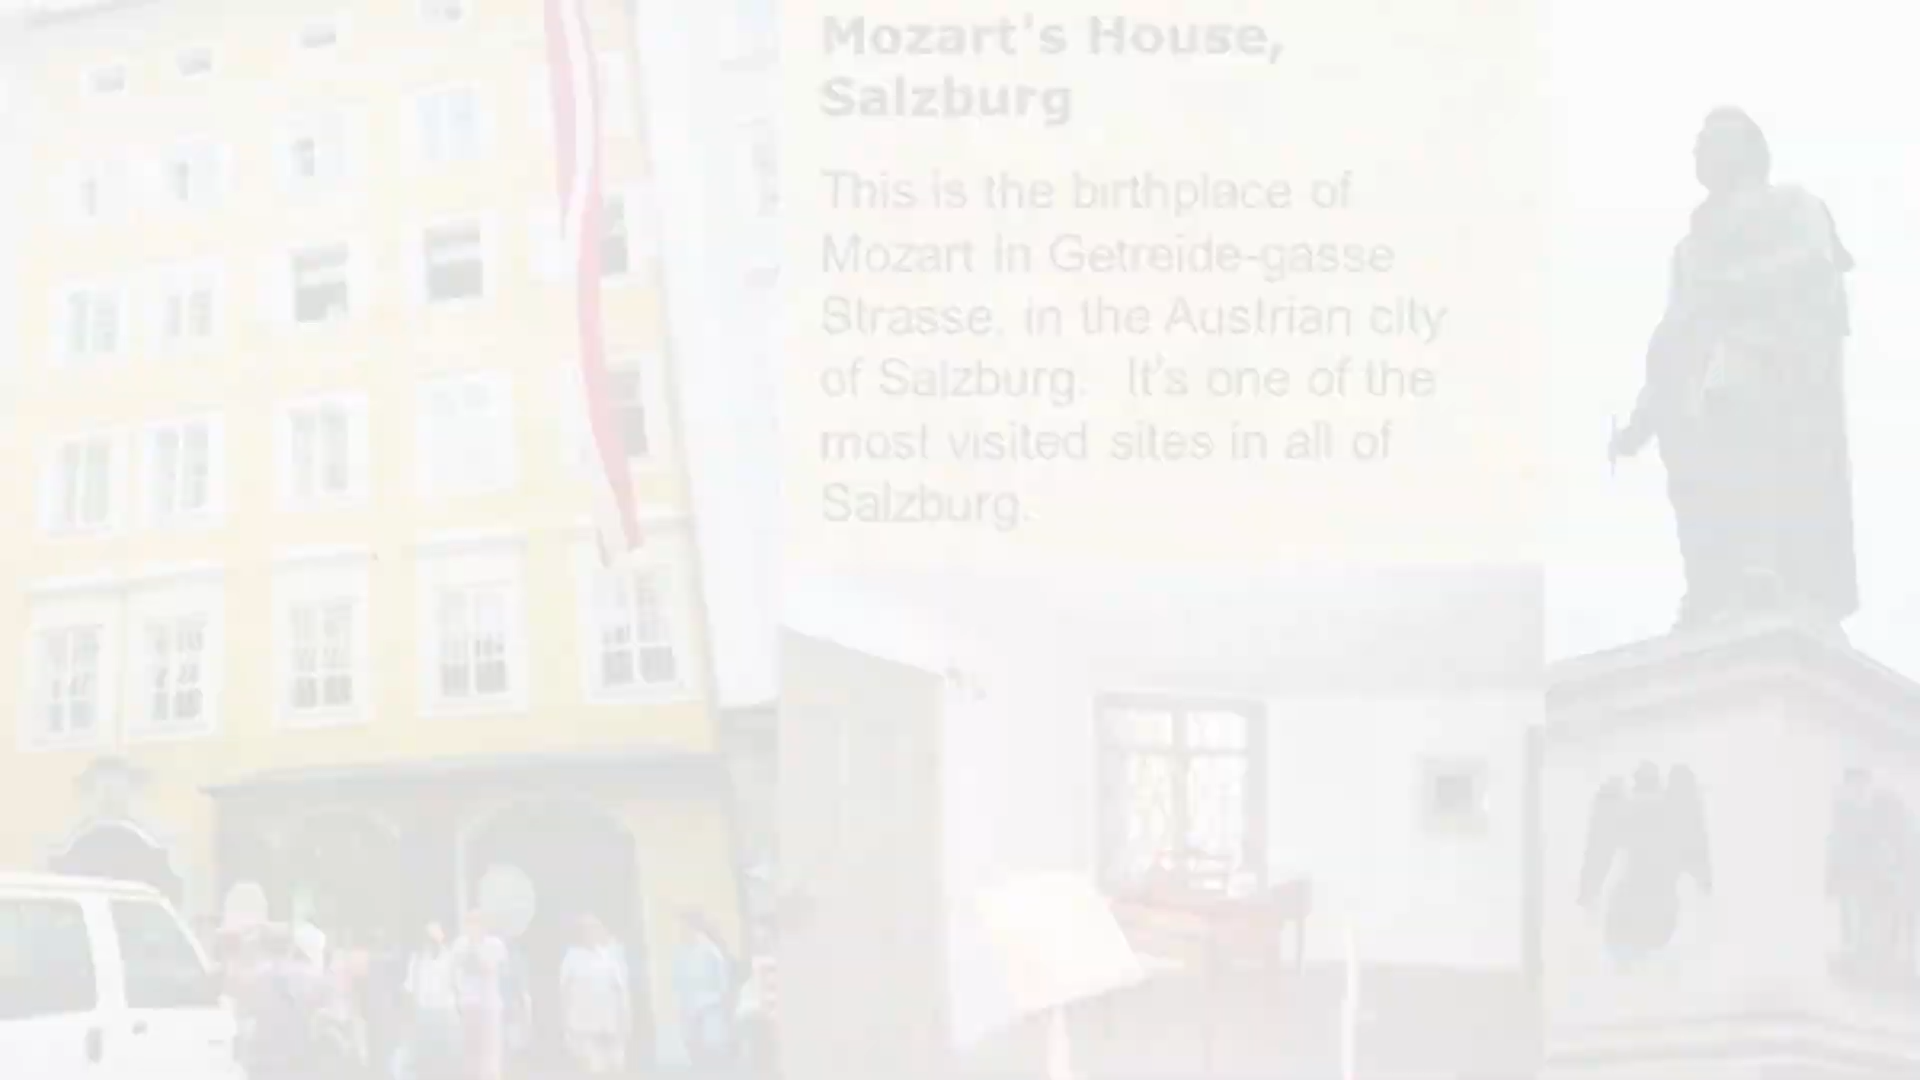 Mozart's House,
Salzburg
This is the birthplace of
Mozart in Getreide-gasse
Strasse, in the Austrian city
of Salzburg. It's one of the
most visited sites in all of
Salzburg.